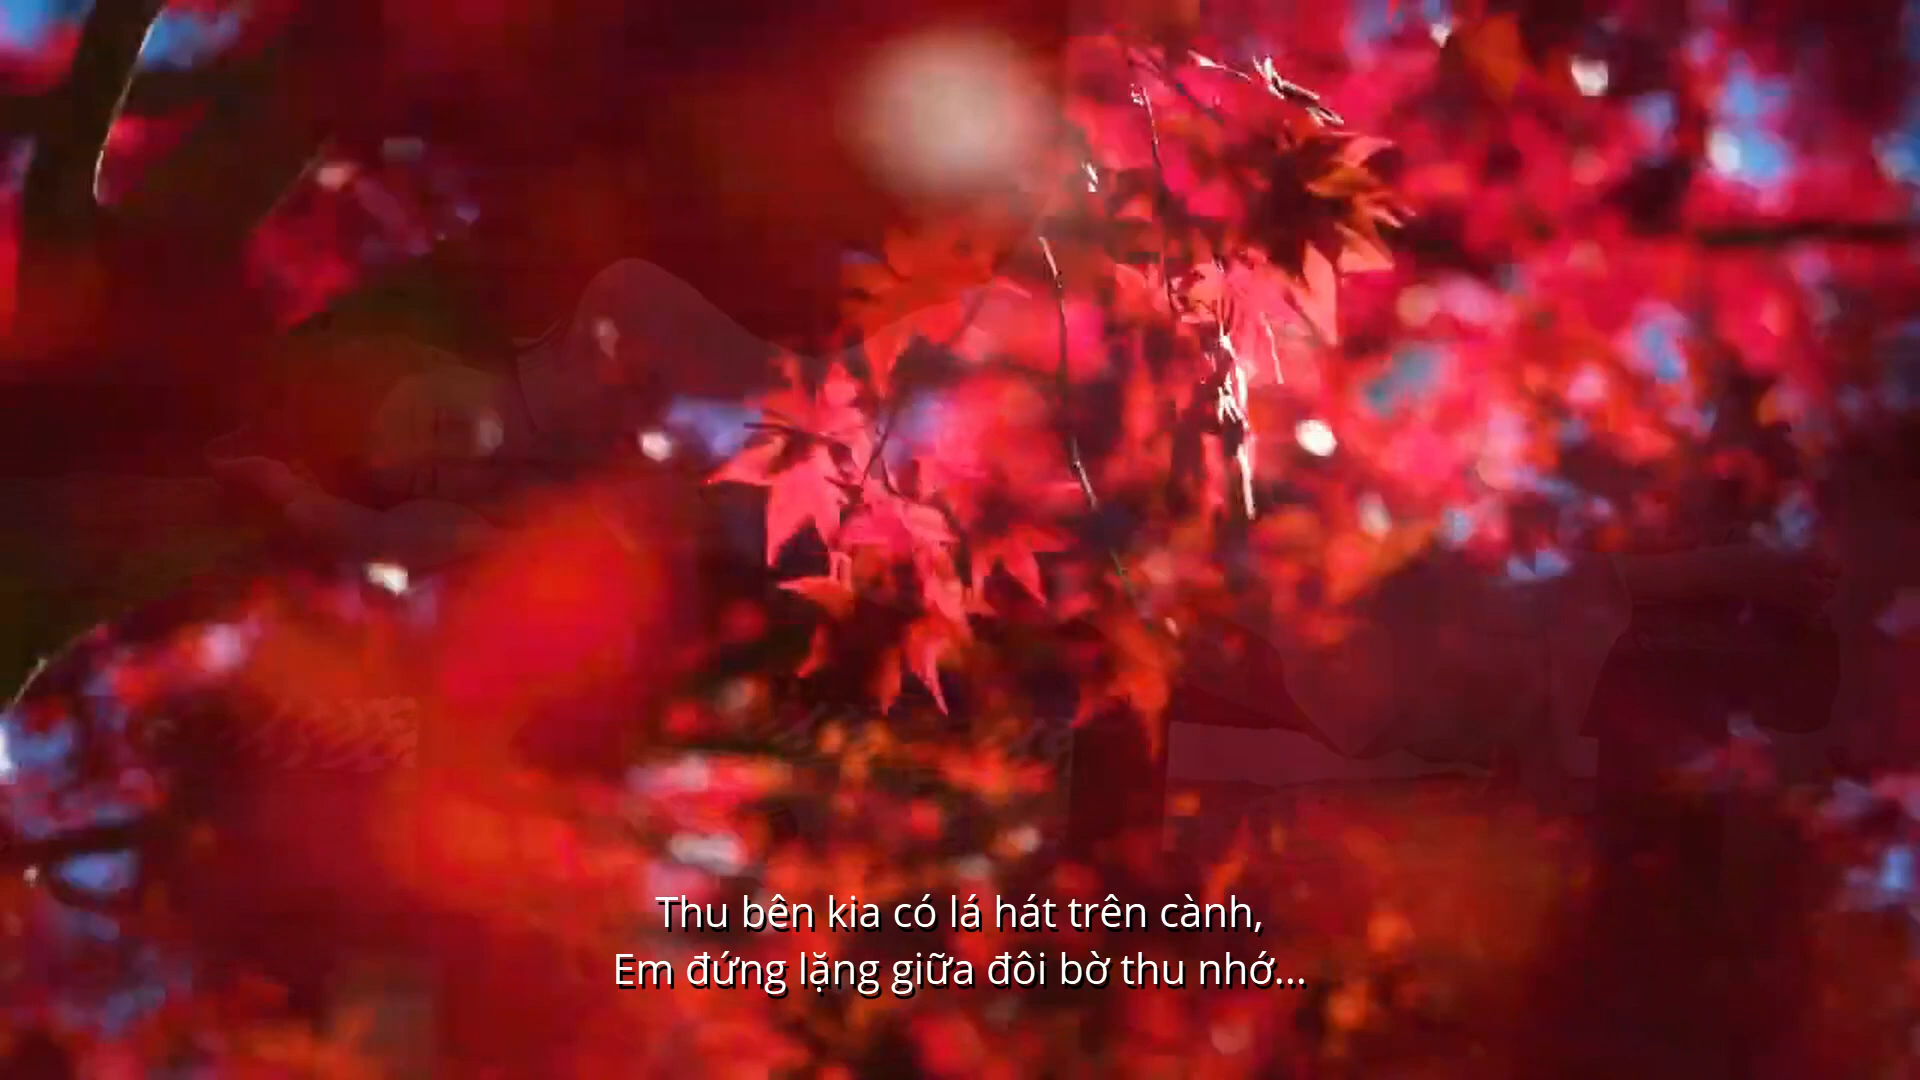 Thu bên kia có lá hát trên cành,
Em đứng lặng giữa đôi bờ thu nhớ...